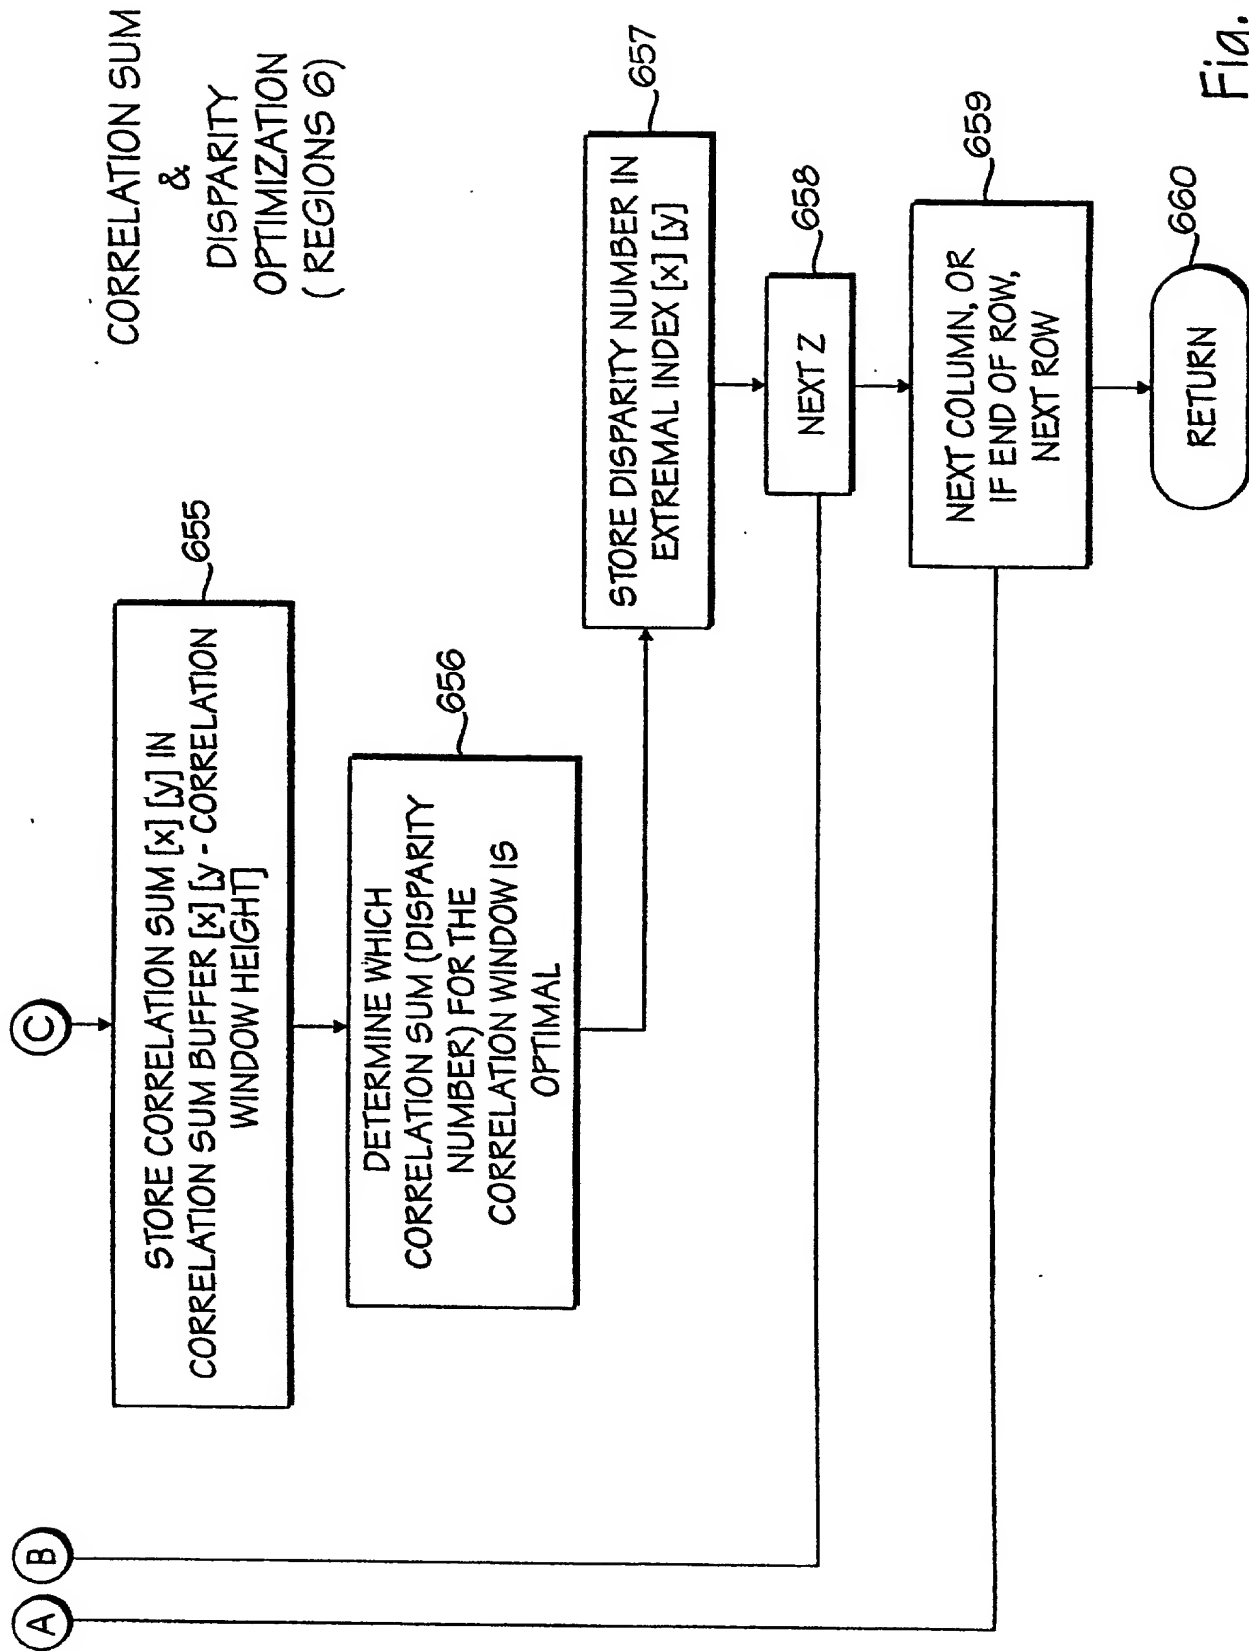 CORRELATION SUM
&
DISPARITY
OPTIMIZATION
( REGIONS 6)
A
B
C
STORE CORRELATION SUM [x] [y] IN
CORRELATION SUM BUFFER [x] [y - CORRELATION
WINDOW HEIGHT]
655
DETERMINE WHICH
CORRELATION SUM (DISPARITY
NUMBER) FOR THE
CORRELATION WINDOW IS
OPTIMAL
656
STORE DISPARITY NUMBER IN
EXTREMAL INDEX [x] [y]
657
NEXT Z
658
NEXT COLUMN, OR
IF END OF ROW,
NEXT ROW
659
RETURN
660
Fig.